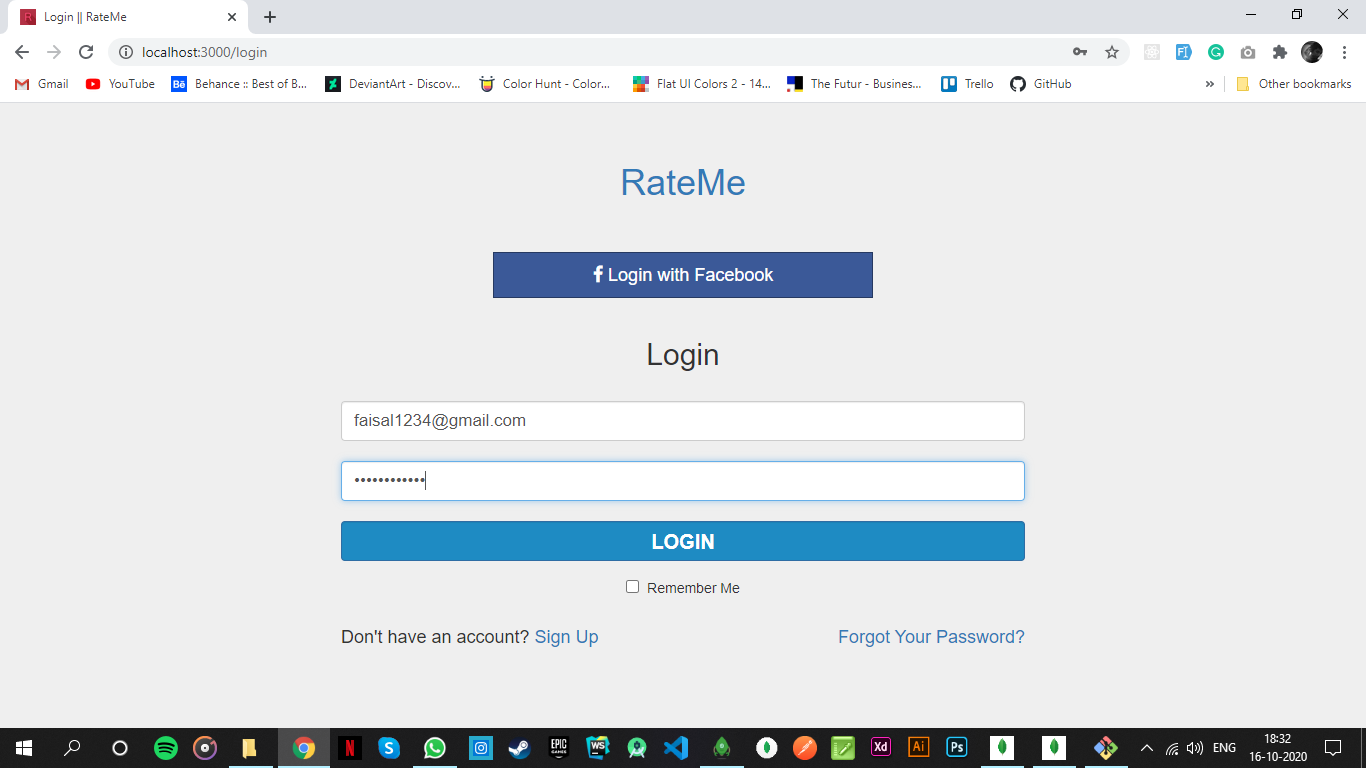 Login || RateMe
localhost:3000/login
Gmail YouTube Behance :: Best of B... DeviantArt - Discov... Color Hunt - Color... Flat UI Colors 2 - 14... The Futur - Busines... Trello GitHub » Other bookmarks
RateMe
Login with Facebook
Login
faisal1234@gmail.com
••••••••••••
LOGIN
Remember Me
Don't have an account? Sign Up Forgot Your Password?
ENG 18:32
16-10-2020